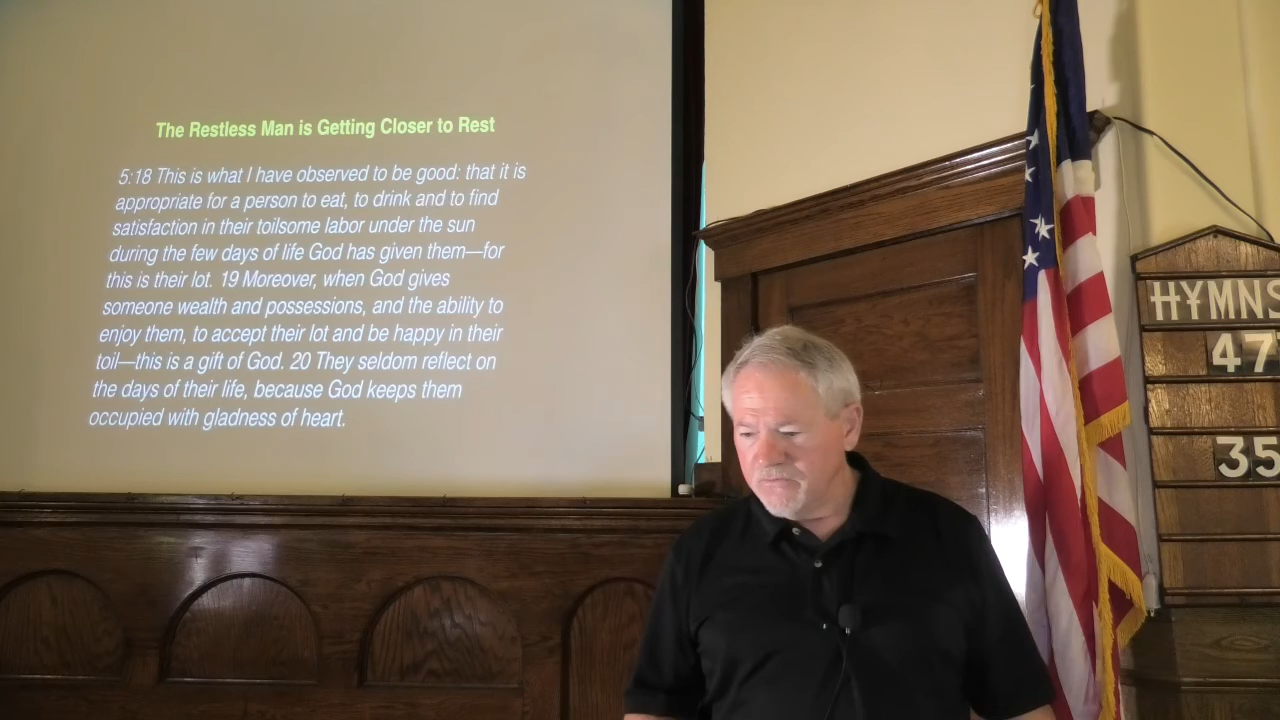 The Restless Man is Getting Closer to Rest
5:18 This is what I have observed to be good: that it is
appropriate for a person to eat, to drink and to find
satisfaction in their toilsome labor under the sun
during the few days of life God has given them—for
this is their lot. 19 Moreover, when God gives
someone wealth and possessions, and the ability to
enjoy them, to accept their lot and be happy in their
toil—this is a gift of God. 20 They seldom reflect on
the days of their life, because God keeps them
occupied with gladness of heart.
HYMNS
47
35